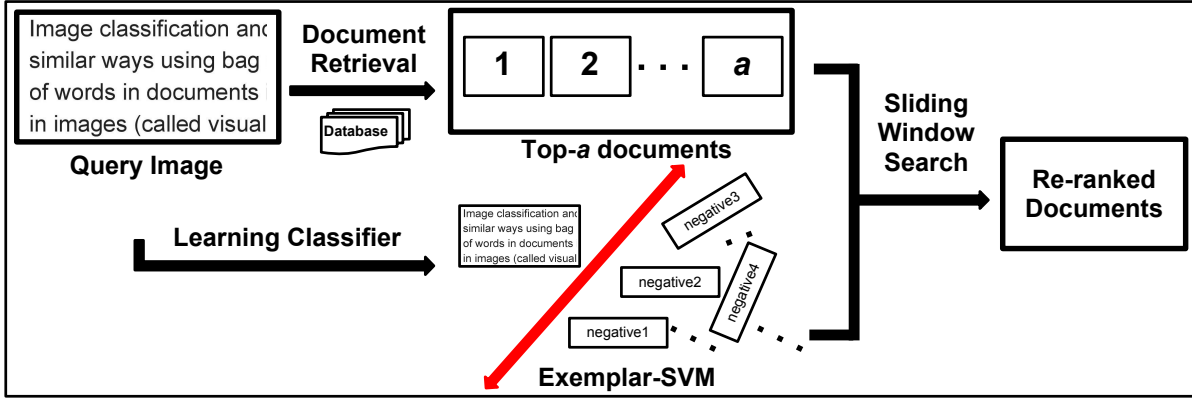 Image classification and
similar ways using bag
of words in documents
in images (called visual
Query Image
Document
Retrieval
Database
1 2 . . . a
Top-a documents
Learning Classifier
Image classification and
similar ways using bag
of words in documents
in images (called visual
negative3
negative2
negative4
negative1
Exemplar-SVM
Sliding
Window
Search
Re-ranked
Documents